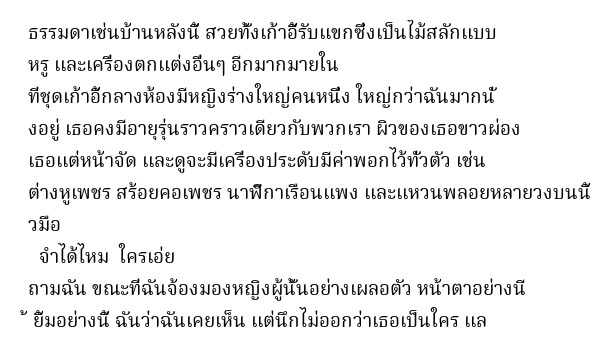 ธรรมดาเช่นบ้านหลังนี้ สวยทั้งเก้าอี้รับแขกซึ่งเป็นไม้สลักแบบ
หรู และเครื่องตกแต่งอื่นๆ อีกมากมายใน
ที่ชุดเก้าอี้กลางห้องมีหญิงร่างใหญ่คนหนึ่ง ใหญ่กว่าฉันมากนั
งอยู่ เธอคงมีอายุรุ่นราวคราวเดียวกับพวกเรา ผิวของเธอขาวผ่อง
เธอแต่หน้าจัด และดูจะมีเครื่องประดับมีค่าพอกไว้ทั่วตัว เช่น
ต่างหูเพชร สร้อยคอเพชร นาฬิกาเรือนแพง และแหวนพลอยหลายวงบนนิ้
วมือ
จำได้ไหม ใครเอ่ย
ถามฉัน ขณะที่ฉันจ้องมองหญิงผู้นั้นอย่างเผลอตัว หน้าตาอย่างนี
้ ยิ้มอย่างนี้ ฉันว่าฉันเคยเห็น แต่นึกไม่ออกว่าเธอเป็นใคร แล